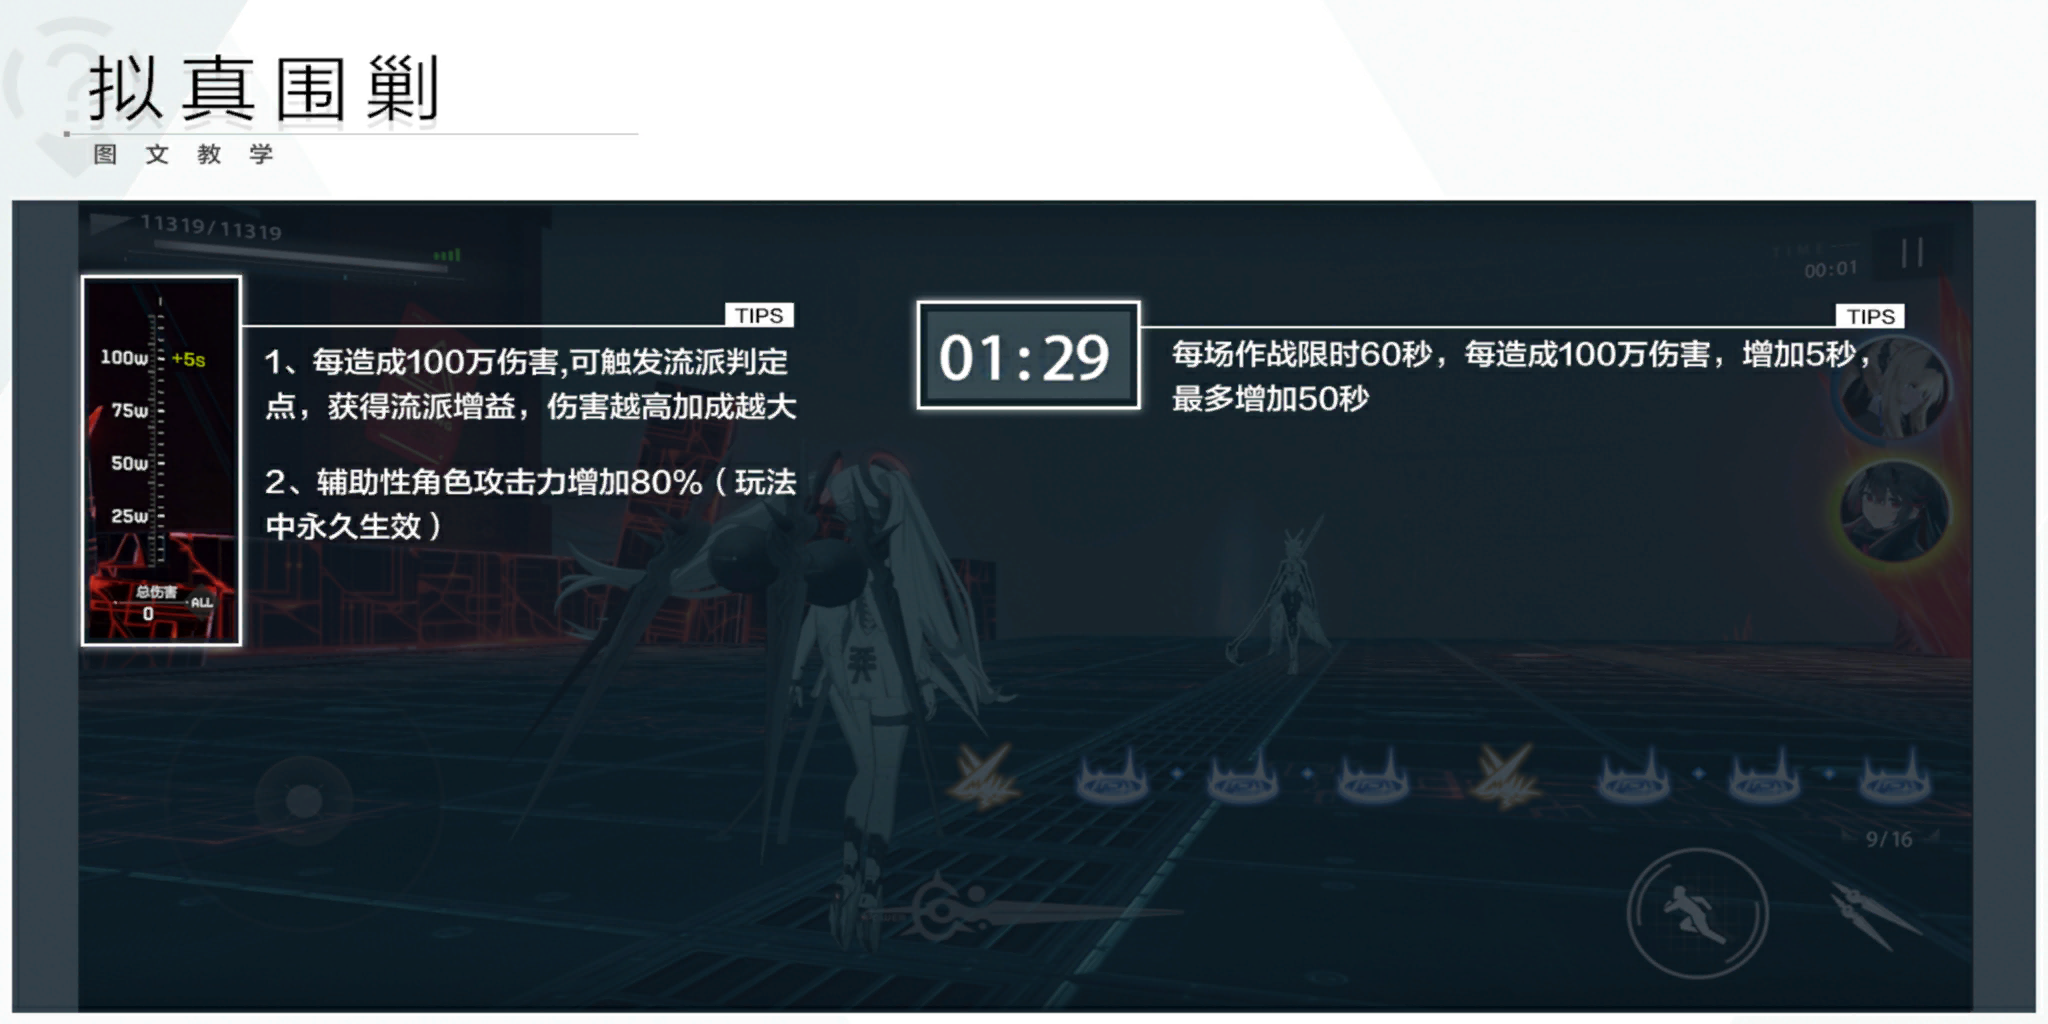 拟真围剿
图文教学
11319/11319
TIME
00:01
100w
+5s
75w
50w
25w
总伤害
ALL
0
TIPS
1、每造成100万伤害,可触发流派判定
点，获得流派增益，伤害越高加成越大
2、辅助性角色攻击力增加80%（玩法
中永久生效）
01:29
TIPS
每场作战限时60秒，每造成100万伤害，增加5秒，
最多增加50秒
9/16